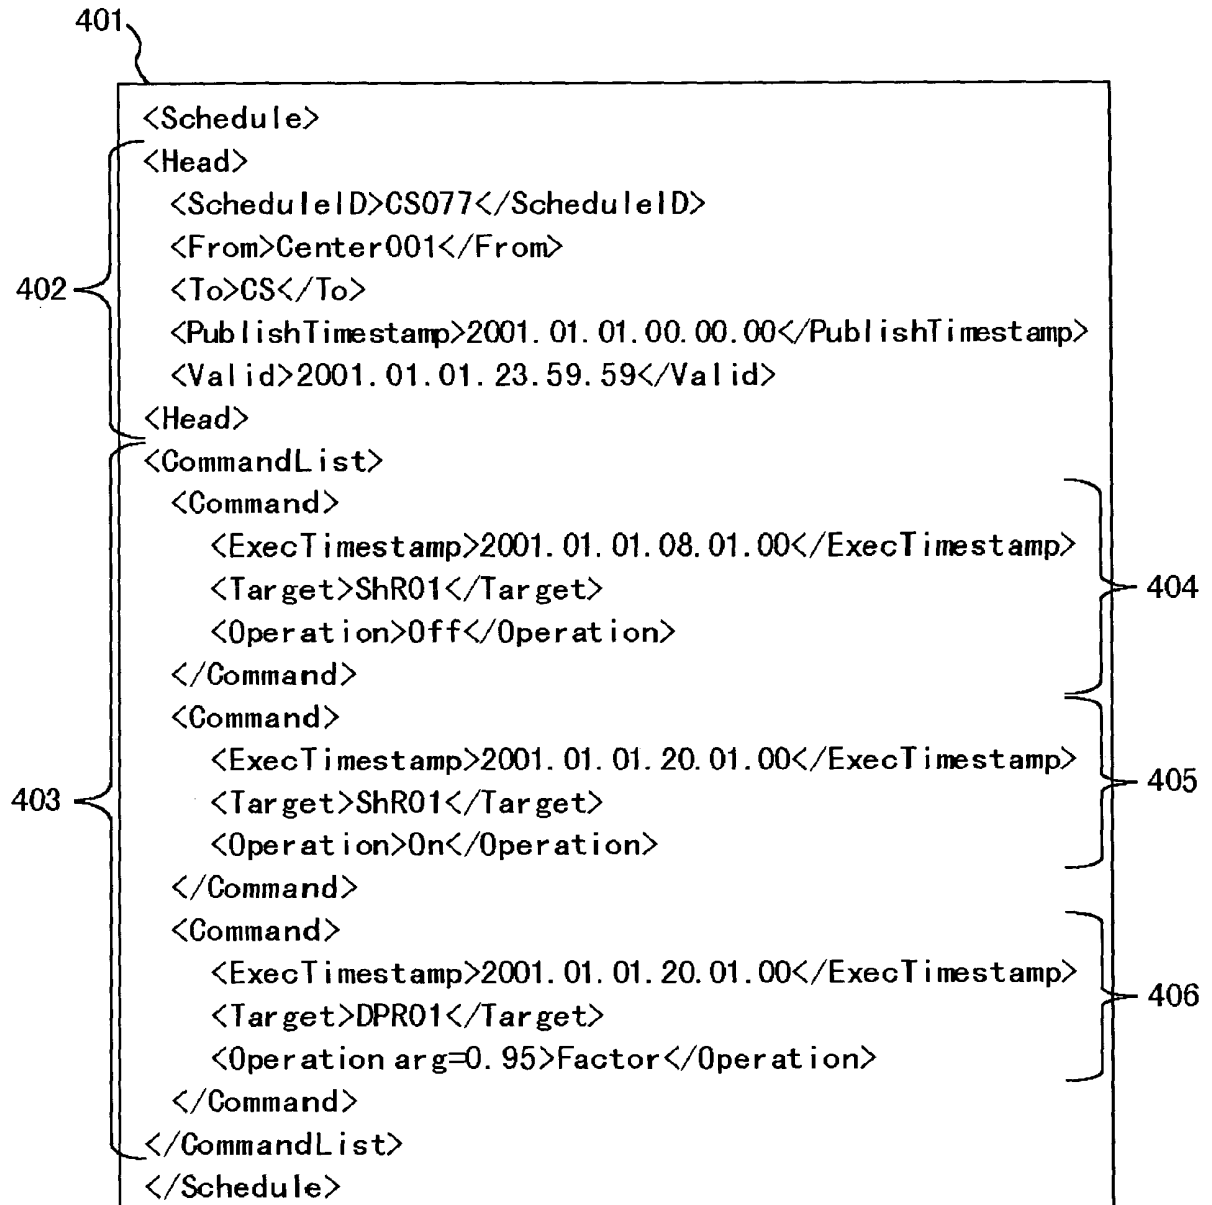 401
<Schedule>
<Head>
<ScheduleID>CS077</ScheduleID>
<From>Center001</From>
402
<To>CS</To>
<PublishTimestamp>2001.01.01.00.00.00</PublishTimestamp>
<Valid>2001.01.01.23.59.59</Valid>
<Head>
<CommandList>
<Command>
<ExecTimestamp>2001.01.01.08.01.00</ExecTimestamp>
<Target>ShR01</Target>
404
<Operation>Off</Operation>
</Command>
<Command>
<ExecTimestamp>2001.01.01.20.01.00</ExecTimestamp>
405
403
<Target>ShR01</Target>
<Operation>On</Operation>
</Command>
<Command>
<ExecTimestamp>2001.01.01.20.01.00</ExecTimestamp>
406
<Target>DPR01</Target>
<Operation arg=0.95>Factor</Operation>
</Command>
</CommandList>
</Schedule>